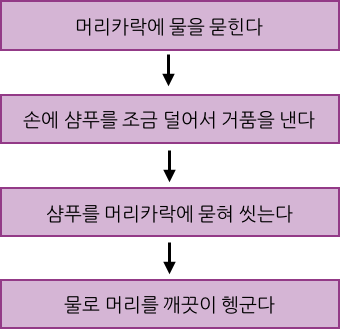 머리카락에 물을 묻힌다
손에 샴푸를 조금 덜어서 거품을 낸다
샴푸를 머리카락에 묻혀 씻는다
물로 머리를 깨끗이 헹군다